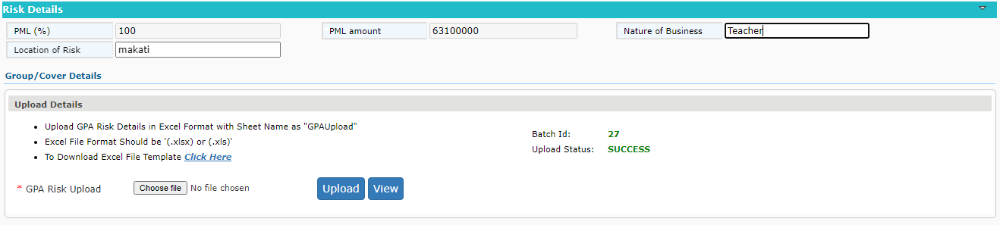 Risk Details
PML (%) 100 PML amount 63100000 Nature of Business Teacher
Location of Risk makati
Group/Cover Details
Upload Details
• Upload GPA Risk Details in Excel Format with Sheet Name as "GPAUpload"
• Excel File Format Should be '(.xlsx) or (.xls)'
• To Download Excel File Template Click Here
Batch Id: 27
Upload Status: SUCCESS
* GPA Risk Upload Choose file No file chosen Upload View